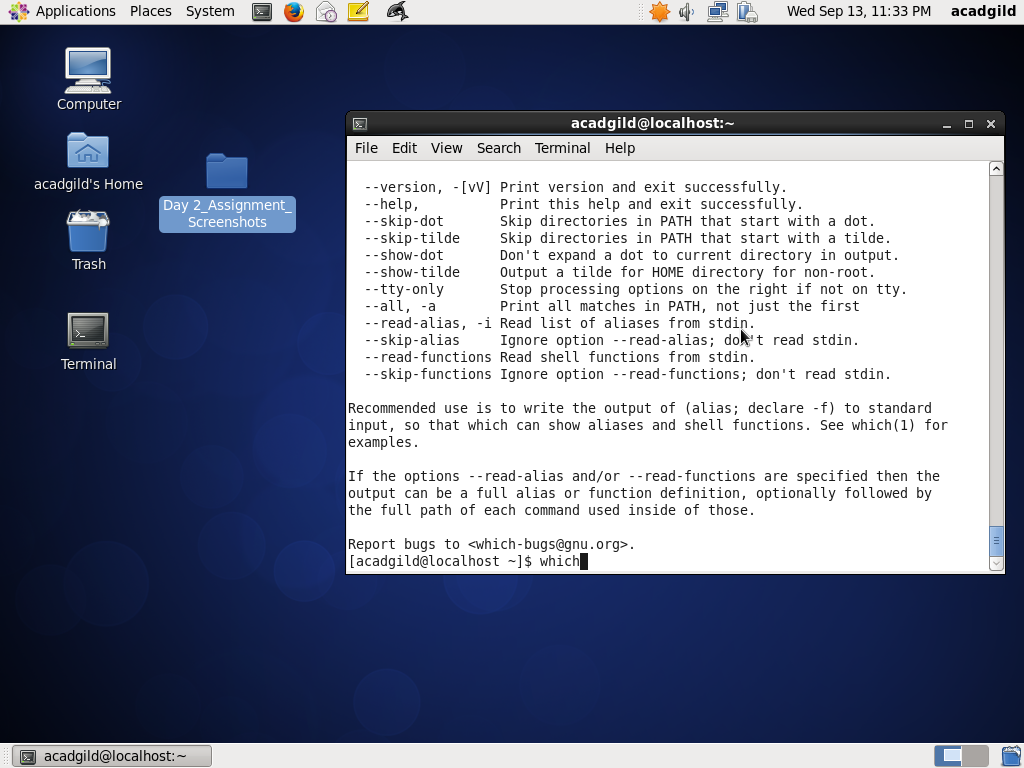 Applications Places System
Wed Sep 13, 11:33 PM acadgild
Computer
acadgild's Home
Trash
Terminal
Day 2_Assignment_
Screenshots
acadgild@localhost:~
File Edit View Search Terminal Help
--version, -[vV] Print version and exit successfully.
--help, Print this help and exit successfully.
--skip-dot Skip directories in PATH that start with a dot.
--skip-tilde Skip directories in PATH that start with a tilde.
--show-dot Don't expand a dot to current directory in output.
--show-tilde Output a tilde for HOME directory for non-root.
--tty-only Stop processing options on the right if not on tty.
--all, -a Print all matches in PATH, not just the first
--read-alias, -i Read list of aliases from stdin.
--skip-alias Ignore option --read-alias; don't read stdin.
--read-functions Read shell functions from stdin.
--skip-functions Ignore option --read-functions; don't read stdin.
Recommended use is to write the output of (alias; declare -f) to standard
input, so that which can show aliases and shell functions. See which(1) for
examples.
If the options --read-alias and/or --read-functions are specified then the
output can be a full alias or function definition, optionally followed by
the full path of each command used inside of those.
Report bugs to <which-bugs@gnu.org>.
[acadgild@localhost ~]$ which
acadgild@localhost:~